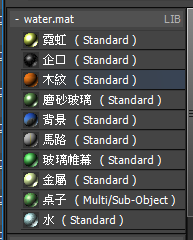 - water.mat LIB
霓虹 ( Standard )
企口 ( Standard )
木紋 ( Standard )
磨砂玻璃 ( Standard )
背景 ( Standard )
馬路 ( Standard )
玻璃帷幕 ( Standard )
金屬 ( Standard )
桌子 ( Multi/Sub-Object )
水 ( Standard )